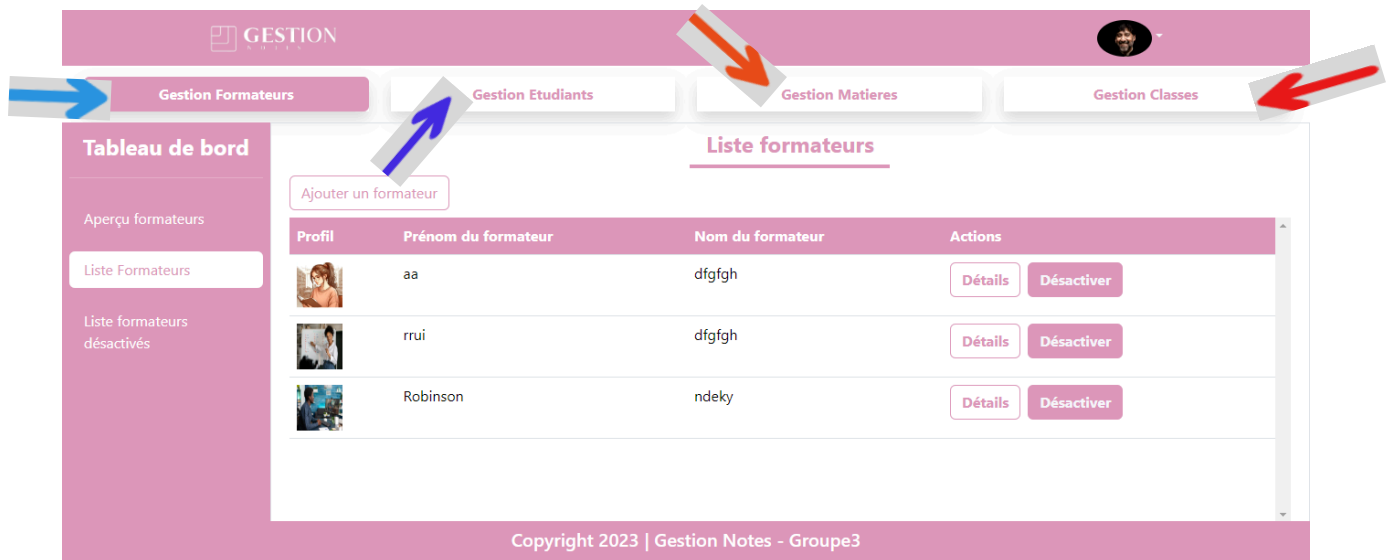 GESTION
NOTES
Gestion Formateurs
Gestion Etudiants
Gestion Matieres
Gestion Classes
Tableau de bord
Aperçu formateurs
Liste Formateurs
Liste formateurs
désactivés
Liste formateurs
Ajouter un formateur
Profil Prénom du formateur Nom du formateur Actions
aa dfgfgh Détails Désactiver
rrui dfgfgh Détails Désactiver
Robinson ndeky Détails Désactiver
Copyright 2023 | Gestion Notes - Groupe3